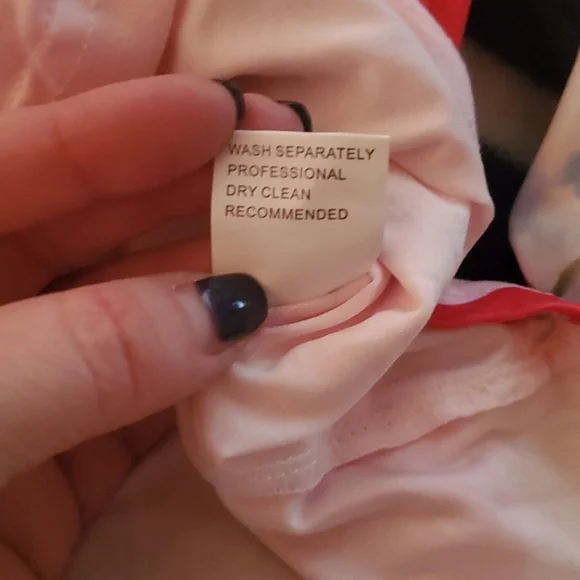 WASH SEPARATELY
PROFESSIONAL
DRY CLEAN
RECOMMENDED